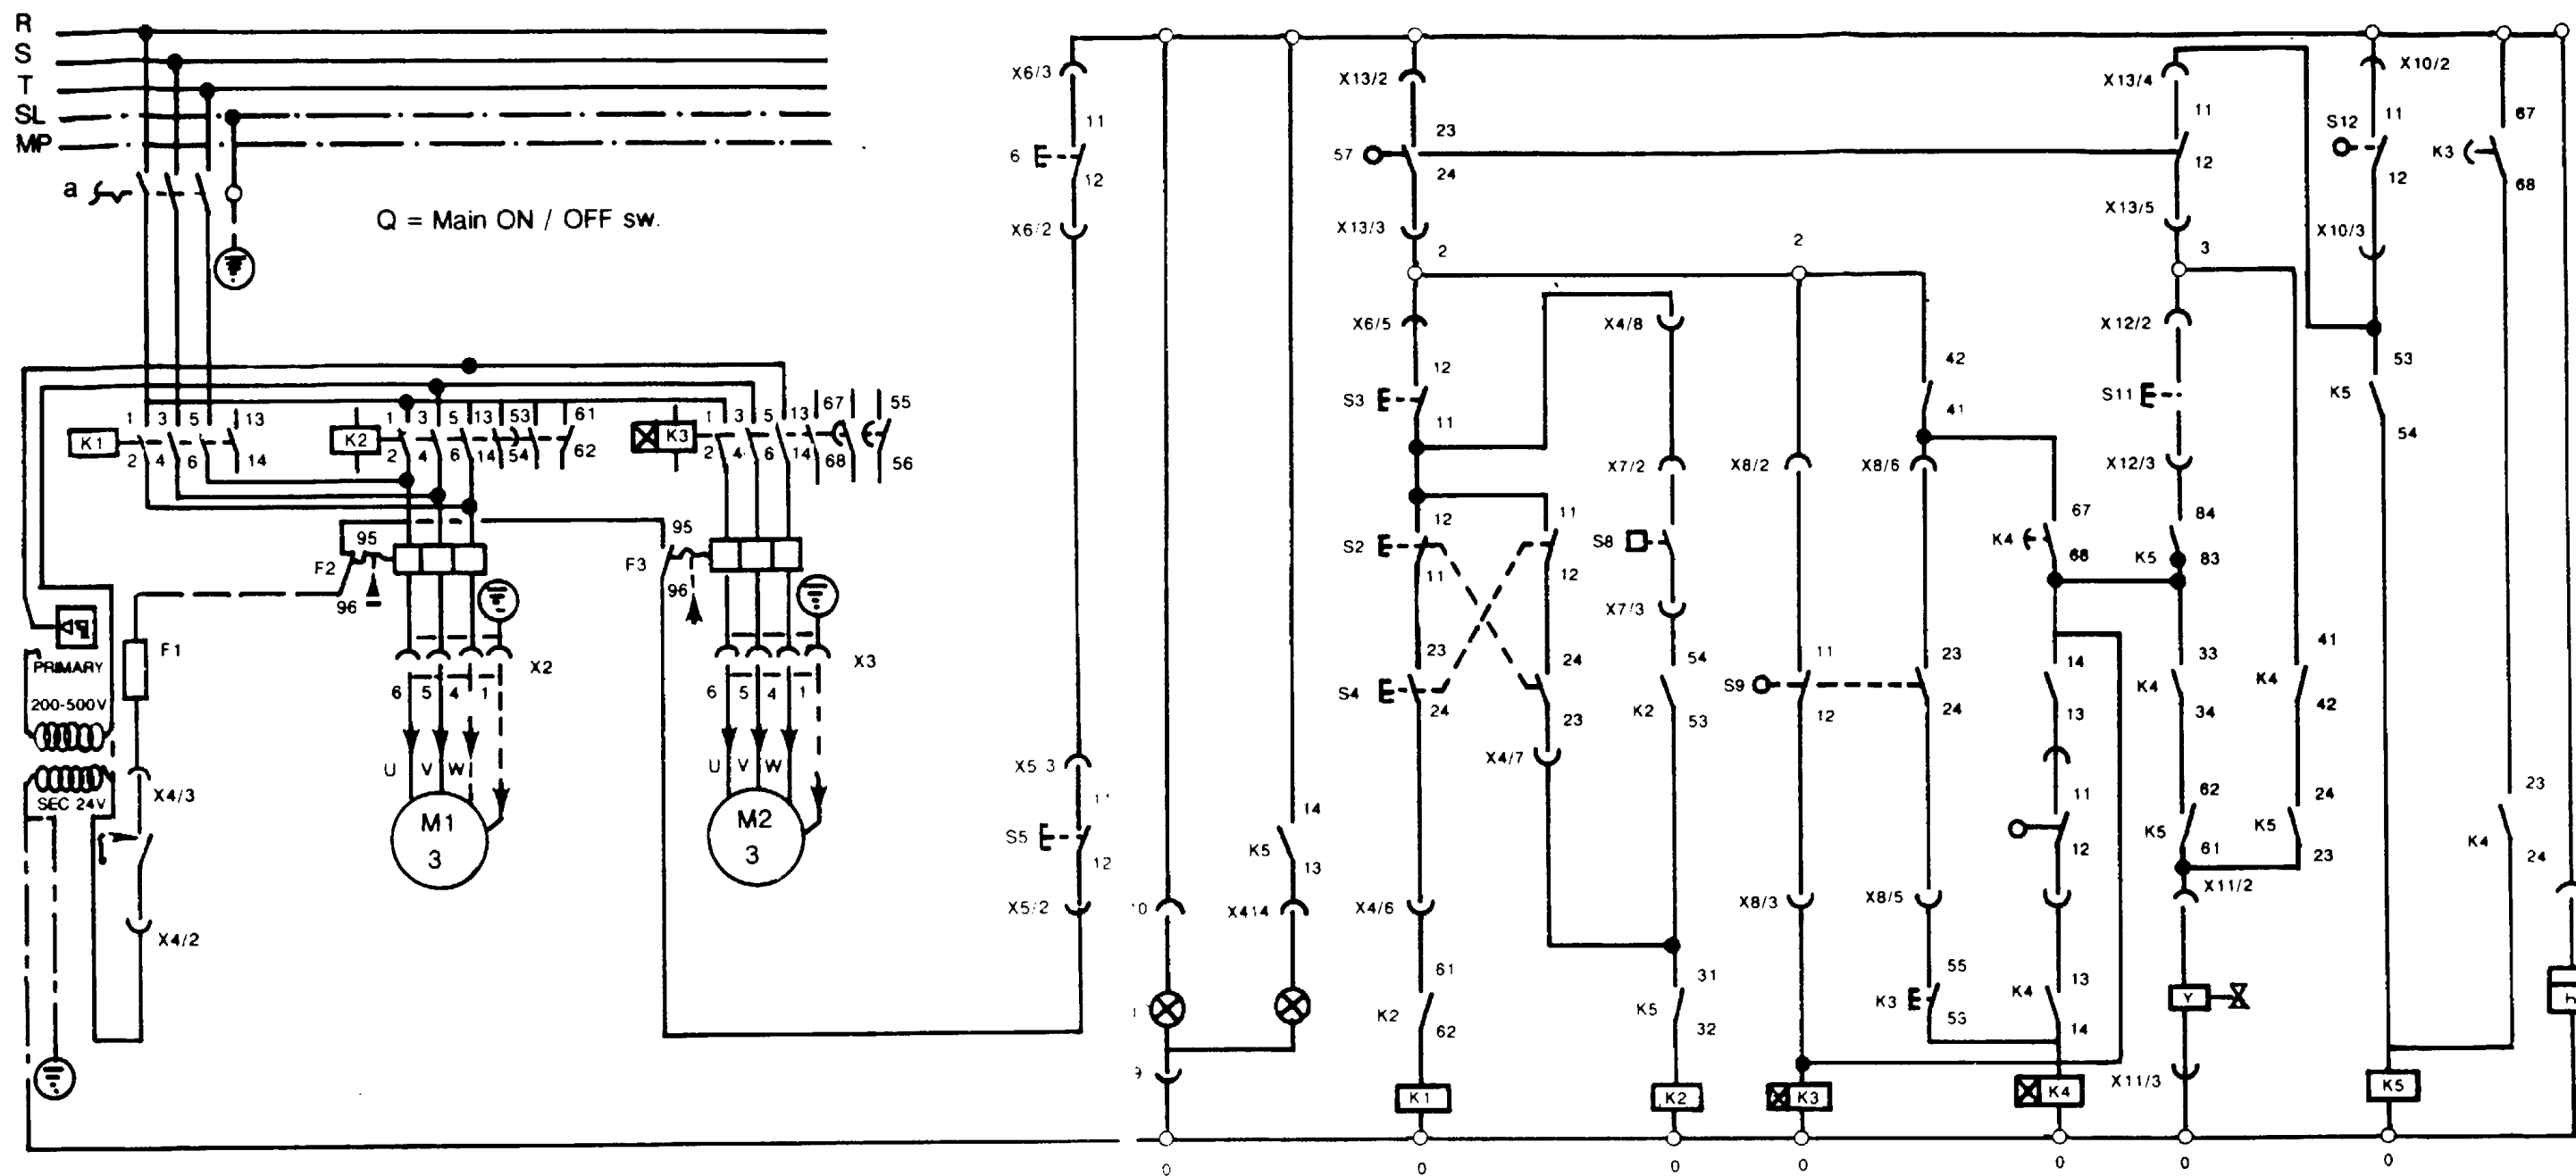 R
S
T
SL
MP
a
Q = Main ON / OFF sw.
K1
1 3 5 13
2 4 6 14
K2
1 3 5 13 53 61
2 4 6 14 54 62
K3
1 3 5 13 67 55
2 4 6 14 68 56
F2
95
96
F3
95
96
PRIMARY
200-500V
SEC 24V
F1
X4/3
X4/2
X2
6 5 4 1
U V W
M1
3
X3
6 5 4 1
U V W
M2
3
X6/3
11
6
12
X6/2
X5 3
11
S5
12
X5/2
0
14
K5
13
X414
9
0
X13/2
23
57
24
X13/3
2
X6/5
12
S3
11
12
S2
11
23
S4
24
X4/6
61
K2
62
K1
0
11
12
24
23
X4/7
X4/8
X7/2
S8
X7/3
54
K2
53
31
K5
32
K2
0
2
X8/2
11
S9
12
X8/3
K3
0
42
41
X8/6
23
24
X8/5
55
K3
53
67
K4
68
14
13
11
12
13
K4
14
K4
0
X13/4
11
12
X13/5
3
X12/2
S11
X12/3
84
K5
83
33
K4
34
62
K5
61
X11/2
Y
X11/3
0
41
K4
42
24
K5
23
X10/2
11
S12
12
X10/3
53
K5
54
K5
0
67
K3
68
23
K4
24
h